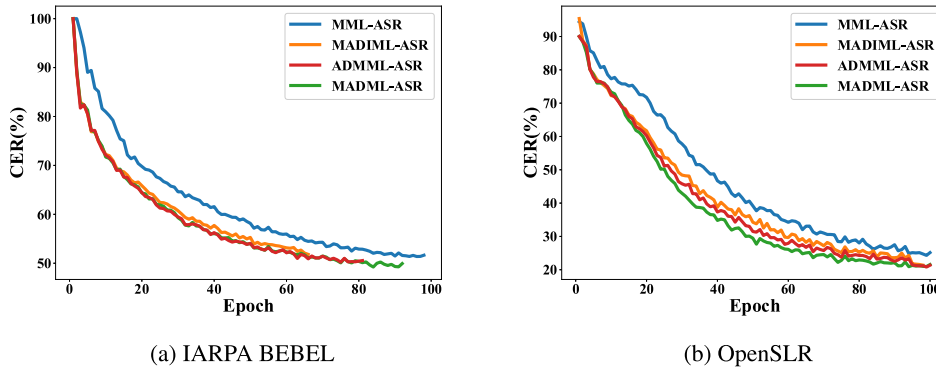 100
90
80
70
60
50
CER(%)
0
20
40
60
80
100
Epoch
MML-ASR
MADIML-ASR
ADMML-ASR
MADML-ASR
(a) IARPA BEBEL
90
80
70
60
50
40
30
20
CER(%)
0
20
40
60
80
100
Epoch
MML-ASR
MADIML-ASR
ADMML-ASR
MADML-ASR
(b) OpenSLR